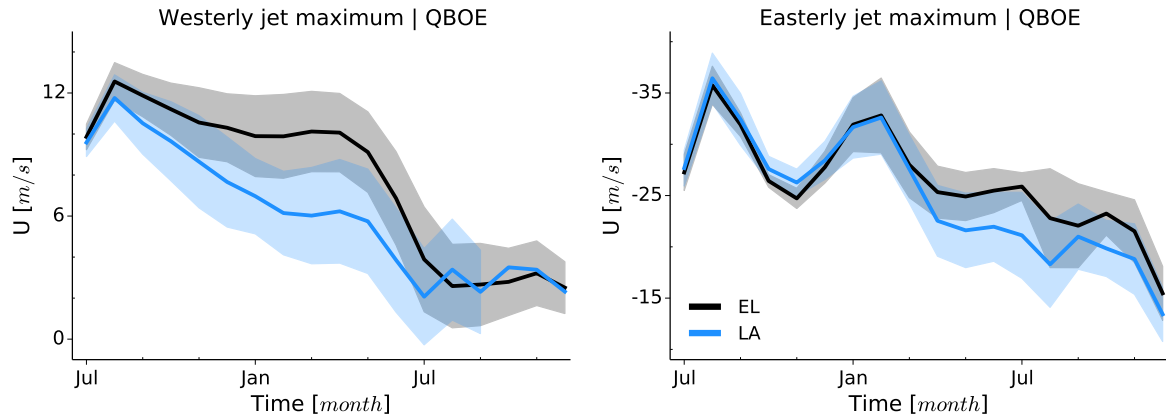 Westerly jet maximum | QBOE
12
6
0
U [m/s]
Jul Jan Jul
Time [month]
Easterly jet maximum | QBOE
-35
-25
-15
U [m/s]
EL
LA
Jul Jan Jul
Time [month]